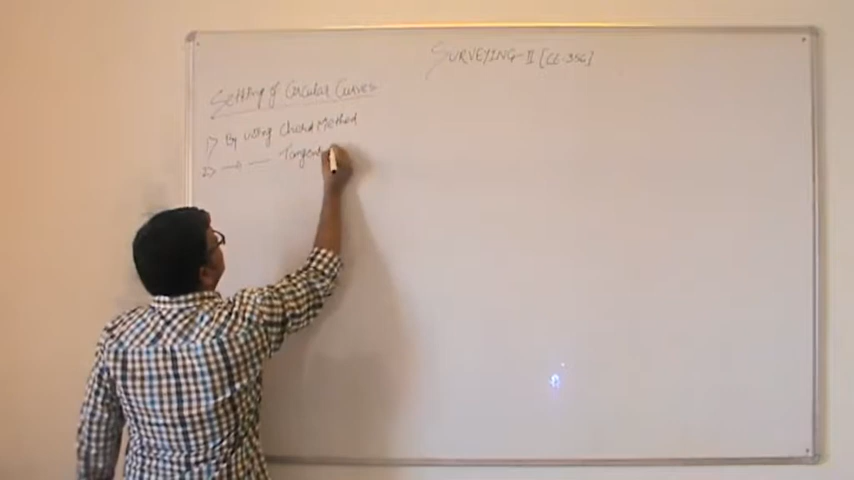 SURVEYING-II [CE-356]
Setting of Circular Curves
1> By using Chord Method
2> —〃— Tangent